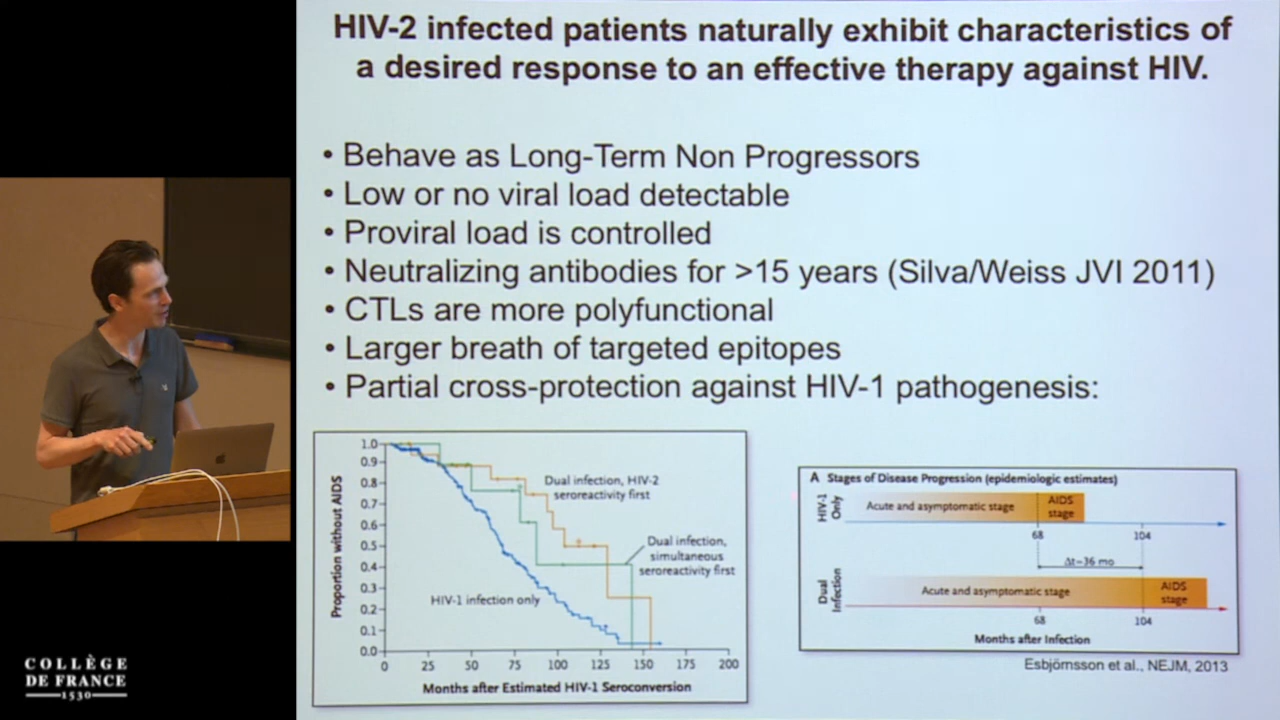 HIV-2 infected patients naturally exhibit characteristics of
a desired response to an effective therapy against HIV.
• Behave as Long-Term Non Progressors
• Low or no viral load detectable
• Proviral load is controlled
• Neutralizing antibodies for >15 years (Silva/Weiss JVI 2011)
• CTLs are more polyfunctional
• Larger breath of targeted epitopes
• Partial cross-protection against HIV-1 pathogenesis:
Proportion without AIDS
1.0
0.9
0.8
0.7
0.6
0.5
0.4
0.3
0.2
0.1
0.0
Dual infection, HIV-2
seroreactivity first
Dual infection,
simultaneous
seroreactivity first
HIV-1 infection only
0 25 50 75 100 125 150 175 200
Months after Estimated HIV-1 Seroconversion
A Stages of Disease Progression (epidemiologic estimates)
HIV-1
Only
Acute and asymptomatic stage
AIDS
stage
68 104
Δt~36 mo
Dual
Infection
Acute and asymptomatic stage
AIDS
stage
68 104
Months after Infection
Esbjörnsson et al., NEJM, 2013
COLLÈGE
DE FRANCE
1530